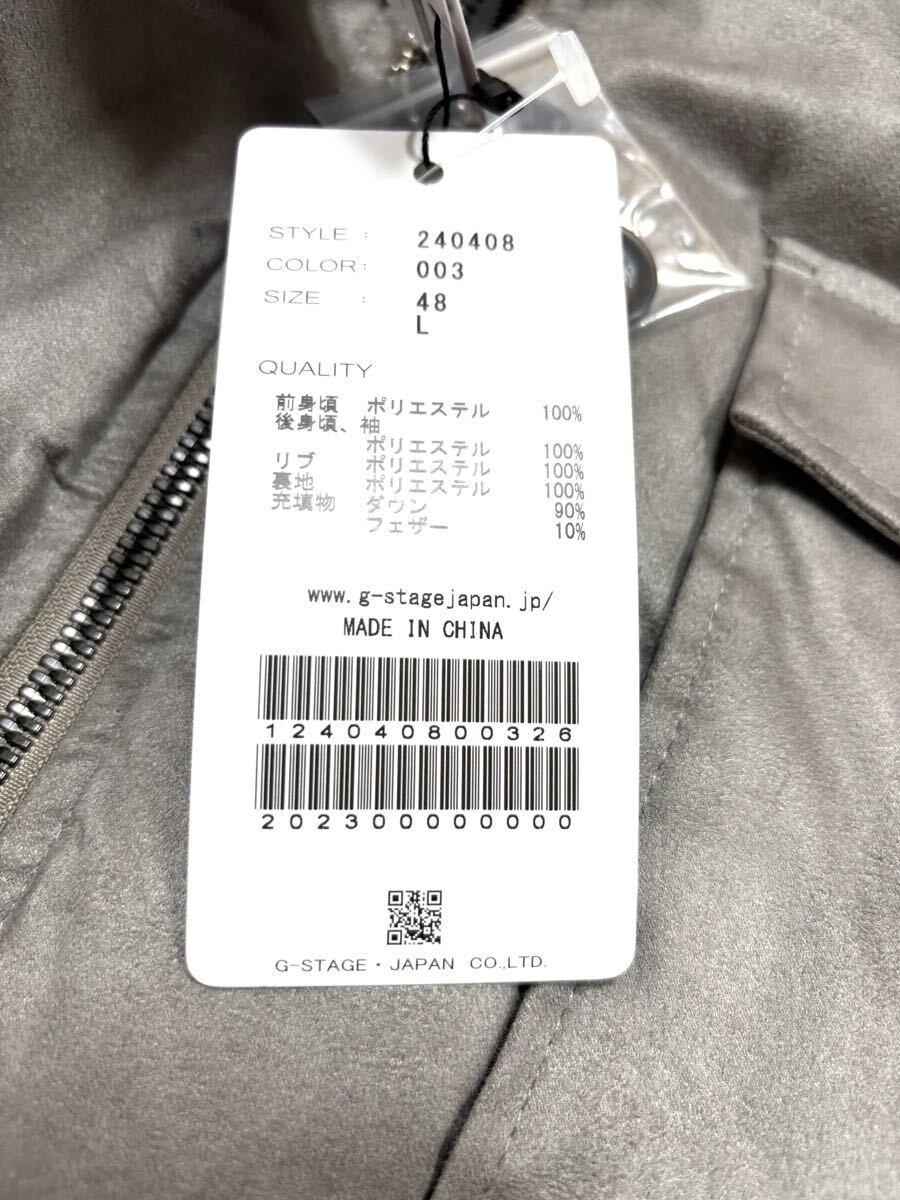 STYLE : 240408
COLOR : 003
SIZE : 48
L
QUALITY
前身頃 ポリエステル 100%
後身頃、袖
ポリエステル 100%
リブ ポリエステル 100%
裏地 ポリエステル 100%
充填物 ダウン 90%
フェザー 10%
www.g-stagejapan.jp/
MADE IN CHINA
124040800326
202300000000
G-STAGE・JAPAN CO.,LTD.